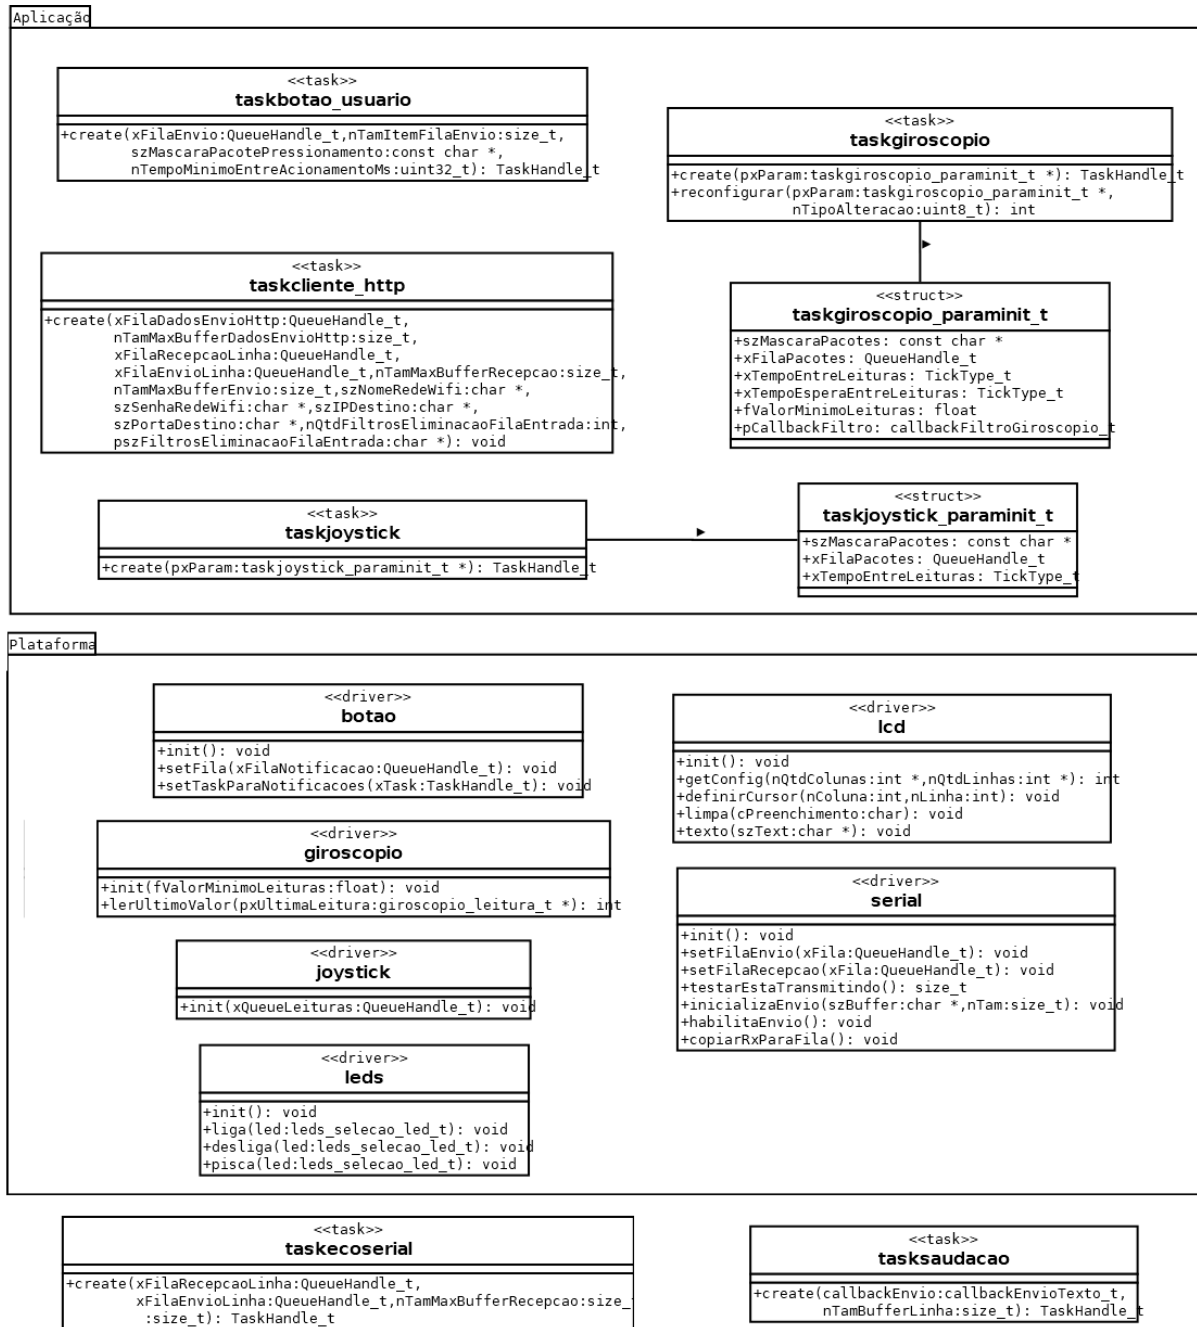 Aplicação
<<task>>
taskbotao_usuario
+create(xFilaEnvio:QueueHandle_t,nTamItemFilaEnvio:size_t,
szMascaraPacotePressionamento:const char *,
nTempoMinimoEntreAcionamentoMs:uint32_t): TaskHandle_t
<<task>>
taskgiroscopio
+create(pxParam:taskgiroscopio_paraminit_t *): TaskHandle_t
+reconfigurar(pxParam:taskgiroscopio_paraminit_t *,
nTipoAlteracao:uint8_t): int
<<task>>
taskcliente_http
+create(xFilaDadosEnvioHttp:QueueHandle_t,
nTamMaxBufferDadosEnvioHttp:size_t,
xFilaRecepcaoLinha:QueueHandle_t,
xFilaEnvioLinha:QueueHandle_t,nTamMaxBufferRecepcao:size_t,
nTamMaxBufferEnvio:size_t,szNomeRedeWifi:char *,
szSenhaRedeWifi:char *,szIPDestino:char *,
szPortaDestino:char *,nQtdFiltrosEliminacaoFilaEntrada:int,
pszFiltrosEliminacaoFilaEntrada:char *): void
<<struct>>
taskgiroscopio_paraminit_t
+szMascaraPacotes: const char *
+xFilaPacotes: QueueHandle_t
+xTempoEntreLeituras: TickType_t
+xTempoEsperaEntreLeituras: TickType_t
+fValorMinimoLeituras: float
+pCallbackFiltro: callbackFiltroGiroscopio_t
<<task>>
taskjoystick
+create(pxParam:taskjoystick_paraminit_t *): TaskHandle_t
<<struct>>
taskjoystick_paraminit_t
+szMascaraPacotes: const char *
+xFilaPacotes: QueueHandle_t
+xTempoEntreLeituras: TickType_t
Plataforma
<<driver>>
botao
+init(): void
+setFila(xFilaNotificacao:QueueHandle_t): void
+setTaskParaNotificacoes(xTask:TaskHandle_t): void
<<driver>>
lcd
+init(): void
+getConfig(nQtdColunas:int *,nQtdLinhas:int *): int
+definirCursor(nColuna:int,nLinha:int): void
+limpa(cPreenchimento:char): void
+texto(szText:char *): void
<<driver>>
giroscopio
+init(fValorMinimoLeituras:float): void
+lerUltimoValor(pxUltimaLeitura:giroscopio_leitura_t *): int
<<driver>>
serial
+init(): void
+setFilaEnvio(xFila:QueueHandle_t): void
+setFilaRecepcao(xFila:QueueHandle_t): void
+testarEstaTransmitindo(): size_t
+inicializaEnvio(szBuffer:char *,nTam:size_t): void
+habilitaEnvio(): void
+copiarRxParaFila(): void
<<driver>>
joystick
+init(xQueueLeituras:QueueHandle_t): void
<<driver>>
leds
+init(): void
+liga(led:leds_selecao_led_t): void
+desliga(led:leds_selecao_led_t): void
+pisca(led:leds_selecao_led_t): void
<<task>>
taskecoserial
+create(xFilaRecepcaoLinha:QueueHandle_t,
xFilaEnvioLinha:QueueHandle_t,nTamMaxBufferRecepcao:size_
:size_t): TaskHandle_t
<<task>>
tasksaudacao
+create(callbackEnvio:callbackEnvioTexto_t,
nTamBufferLinha:size_t): TaskHandle_t